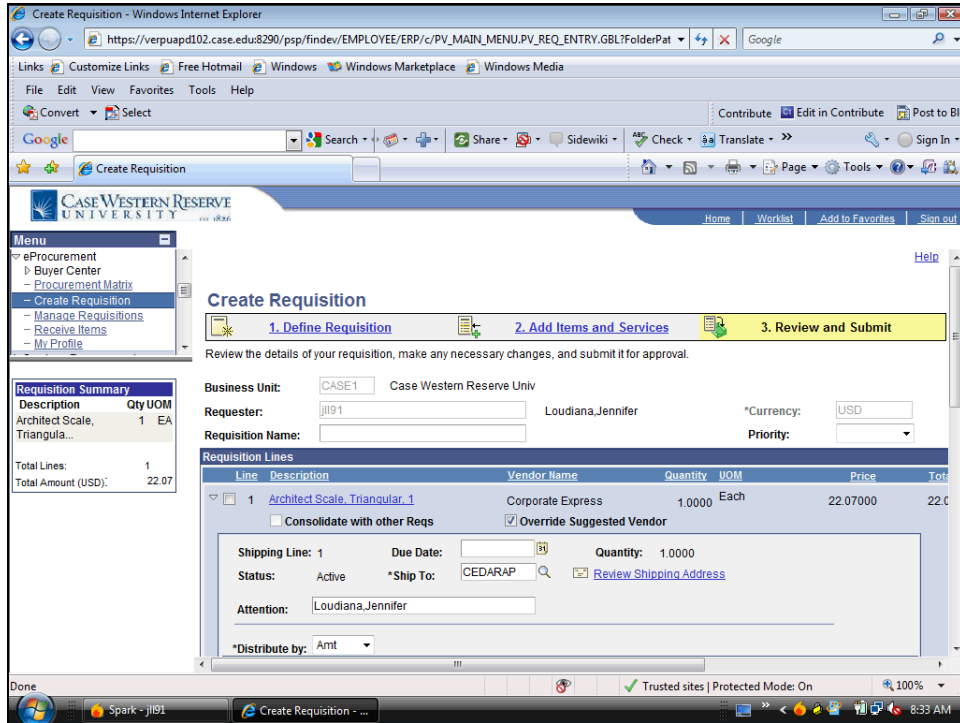 Create Requisition - Windows Internet Explorer
https://verpuapd102.case.edu:8290/psp/findev/EMPLOYEE/ERP/c/PV_MAIN_MENU.PV_REQ_ENTRY.GBL?FolderPat
Google
Links Customize Links Free Hotmail Windows Windows Marketplace Windows Media
File Edit View Favorites Tools Help
Convert Select
Contribute Edit in Contribute Post to Bl
Google Search Share Sidewiki Check Translate Sign In
Create Requisition
Page Tools
CASE WESTERN RESERVE
UNIVERSITY EST. 1826
Home Worklist Add to Favorites Sign out
Menu
eProcurement
Buyer Center
Procurement Matrix
Create Requisition
Manage Requisitions
Receive Items
My Profile
Requisition Summary
Description Qty UOM
Architect Scale, 1 EA
Triangula...
Total Lines: 1
Total Amount (USD): 22.07
Help
Create Requisition
1. Define Requisition 2. Add Items and Services 3. Review and Submit
Review the details of your requisition, make any necessary changes, and submit it for approval.
Business Unit: CASE1 Case Western Reserve Univ
Requester: jll91 Loudiana,Jennifer *Currency: USD
Requisition Name: Priority:
Requisition Lines
Line Description Vendor Name Quantity UOM Price Tota
1 Architect Scale, Triangular, 1 Corporate Express 1.0000 Each 22.07000 22.0
Consolidate with other Reqs Override Suggested Vendor
Shipping Line: 1 Due Date: 31 Quantity: 1.0000
Status: Active *Ship To: CEDARAP Review Shipping Address
Attention: Loudiana,Jennifer
*Distribute by: Amt
Done Trusted sites | Protected Mode: On 100%
Spark - jll91 Create Requisition - ... 8:33 AM